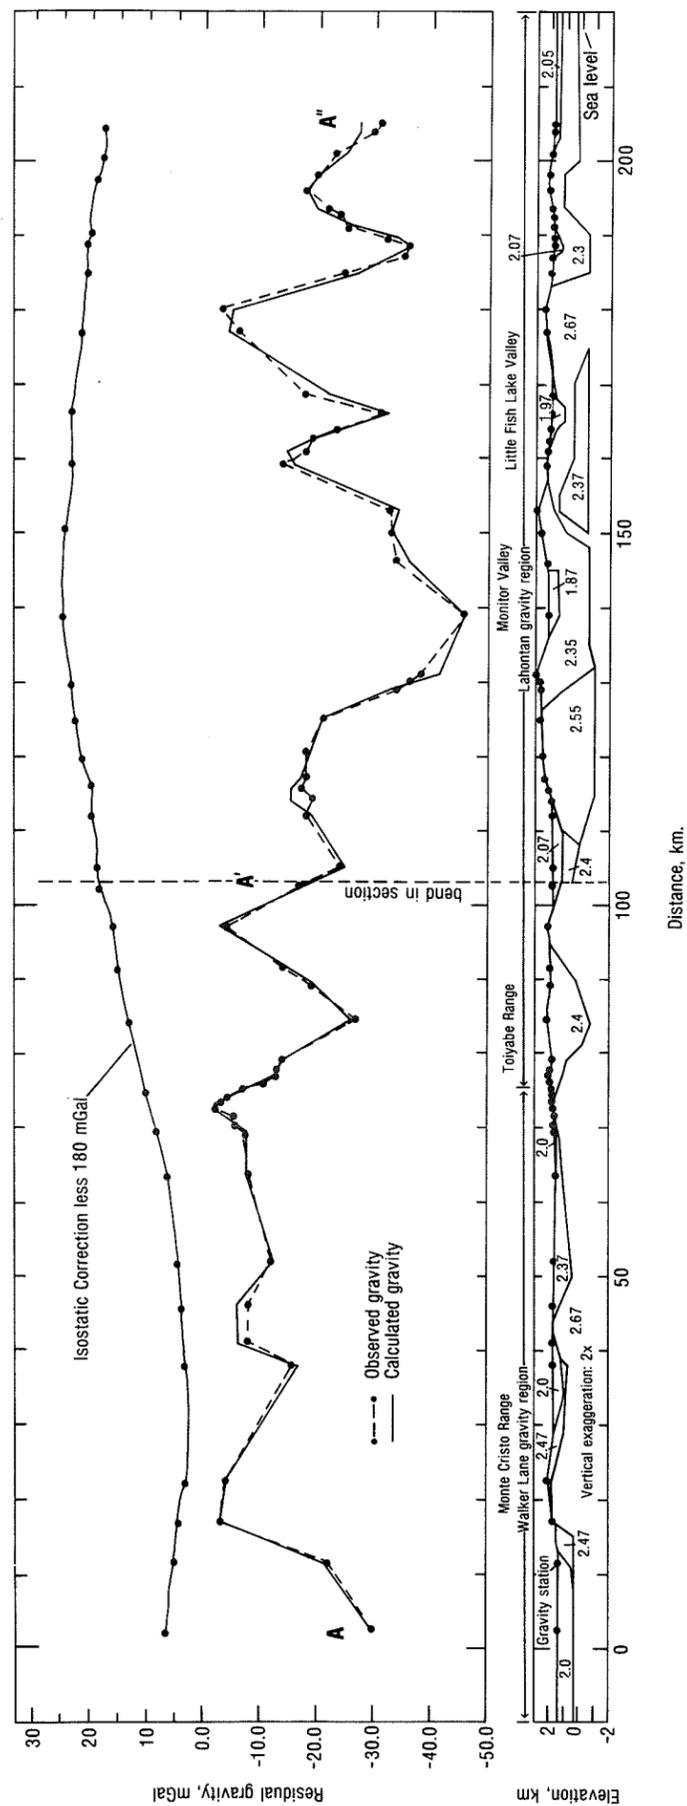 30
20
10
0.0
-10.0
-20.0
-30.0
-40.0
-50.0
Residual gravity, mGal
Isostatic Correction less 180 mGal
Observed gravity
Calculated gravity
A
A'
A"
bend in section
Monte Cristo Range
Toiyabe Range
Monitor Valley
Little Fish Lake Valley
Walker Lane gravity region
Lahontan gravity region
Gravity station
2.0
2.47
2.47
2.0
2.67
2.37
2.0
2.4
2.07
2.4
2.55
2.35
1.87
2.37
1.97
2.67
2.07
2.3
2.05
Sea level
Vertical exaggeration: 2x
2
0
-2
Elevation, km
0
50
100
150
200
Distance, km.